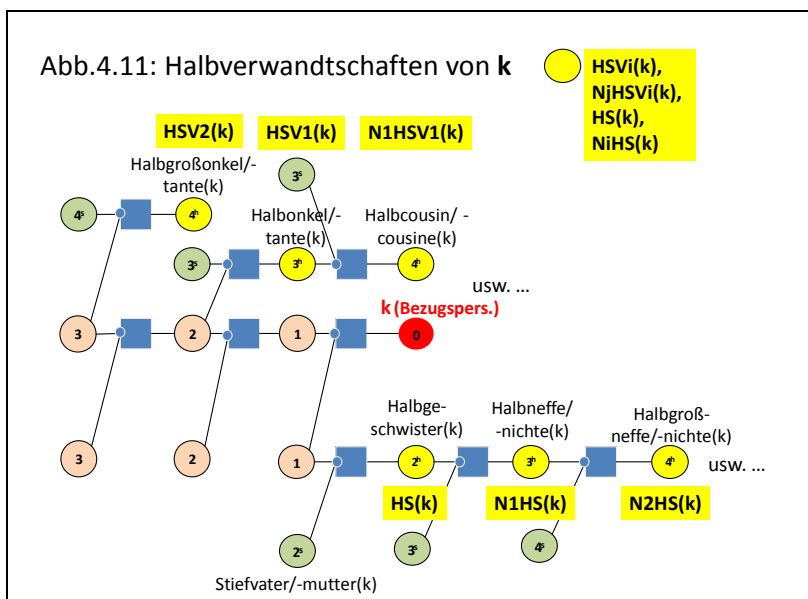 Abb.4.11: Halbverwandtschaften von k
HSVi(k),
NjHSVi(k),
HS(k),
NiHS(k)
HSV2(k) HSV1(k) N1HSV1(k)
Halbgroßonkel/-
tante(k)
3s
4s 4h
Halbonkel/-
tante(k)
Halbcousin/ -
cousine(k)
3s 3h 4h
usw. ...
k (Bezugspers.)
3 2 1 0
Halbge-
schwister(k)
Halbneffe/
-nichte(k)
Halbgroß-
neffe/-nichte(k)
3 2 1 2h 3h 4h usw. ...
HS(k) N1HS(k) N2HS(k)
2s 3s 4s
Stiefvater/-mutter(k)